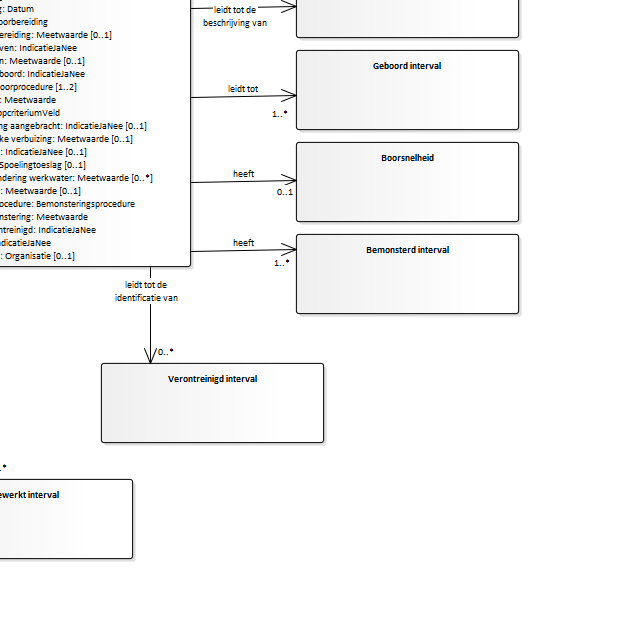 : Datum
oorbereiding
ereiding: Meetwaarde [0..1]
ven: IndicatieJaNee
n: Meetwaarde [0..1]
boord: IndicatieJaNee
oorprocedure [1..2]
: Meetwaarde
opcriteriumVeld
ng aangebracht: IndicatieJaNee [0..1]
ke verbuizing: Meetwaarde [0..1]
: IndicatieJaNee [0..1]
Spoelingtoeslag [0..1]
ndering werkwater: Meetwaarde [0..*]
: Meetwaarde [0..1]
ocedure: Bemonsteringsprocedure
nstering: Meetwaarde
ntreinigd: IndicatieJaNee
ndicatieJaNee
: Organisatie [0..1]
leidt tot de
beschrijving van
Geboord interval
leidt tot
1..*
Boorsnelheid
heeft
0..1
Bemonsterd interval
heeft
1..*
leidt tot de
identificatie van
0..*
Verontreinigd interval
.*
ewerkt interval